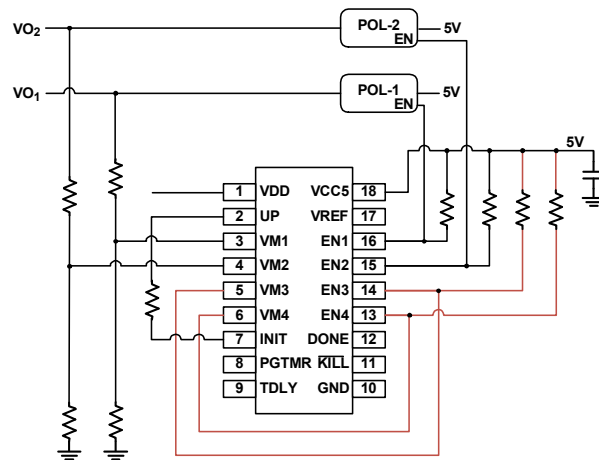 VO2
POL-2
EN
5V
VO1
POL-1
EN
5V
5V
1 VDD VCC5 18
2 UP VREF 17
3 VM1 EN1 16
4 VM2 EN2 15
5 VM3 EN3 14
6 VM4 EN4 13
7 INIT DONE 12
8 PGTMR KILL 11
9 TDLY GND 10